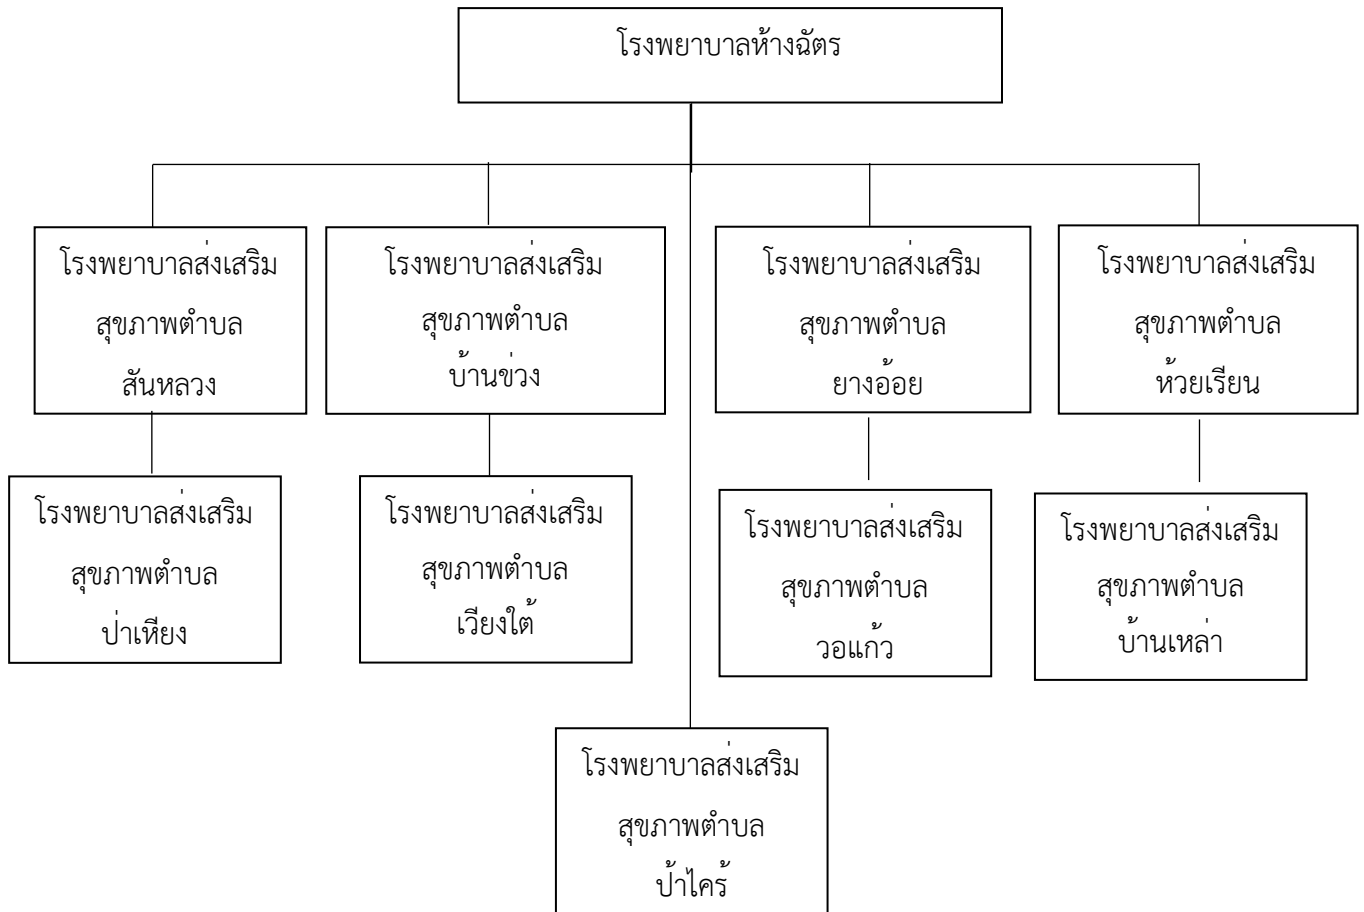 โรงพยาบาลห้างฉัตร
โรงพยาบาลส่งเสริม
สุขภาพตำบล
สันหลวง
โรงพยาบาลส่งเสริม
สุขภาพตำบล
บ้านข่วง
โรงพยาบาลส่งเสริม
สุขภาพตำบล
ยางอ้อย
โรงพยาบาลส่งเสริม
สุขภาพตำบล
ห้วยเรียน
โรงพยาบาลส่งเสริม
สุขภาพตำบล
ป่าเหียง
โรงพยาบาลส่งเสริม
สุขภาพตำบล
เวียงใต้
โรงพยาบาลส่งเสริม
สุขภาพตำบล
วอแก้ว
โรงพยาบาลส่งเสริม
สุขภาพตำบล
บ้านเหล่า
โรงพยาบาลส่งเสริม
สุขภาพตำบล
ป้าไคร้